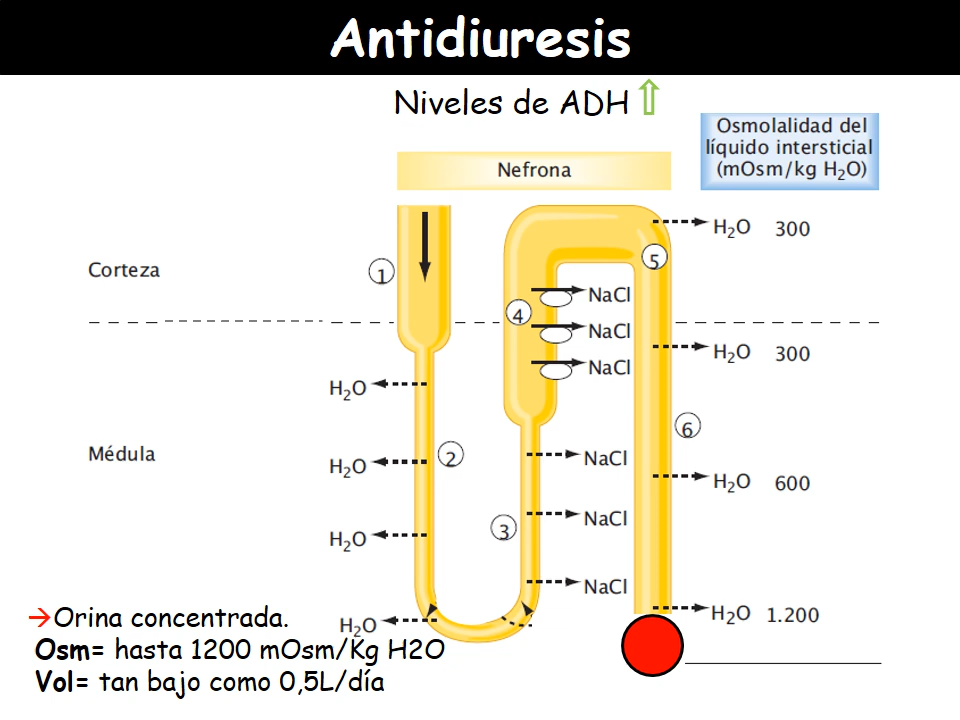 Antidiuresis
Niveles de ADH
Osmolalidad del
líquido intersticial
(mOsm/kg H₂O)
Nefrona
H₂O 300
Corteza
1
5
NaCl
4
NaCl
H₂O 300
NaCl
H₂O
6
Médula
2
NaCl
H₂O
H₂O 600
3
NaCl
H₂O
NaCl
H₂O 1.200
H₂O
→Orina concentrada.
Osm= hasta 1200 mOsm/Kg H2O
Vol= tan bajo como 0,5L/día